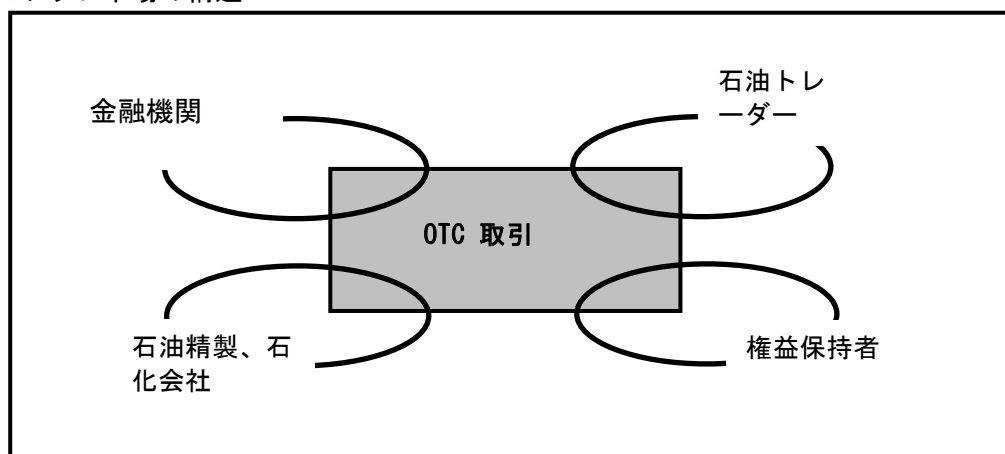 金融機関
石油トレ
ーダー
OTC 取引
石油精製、石
化会社
権益保持者